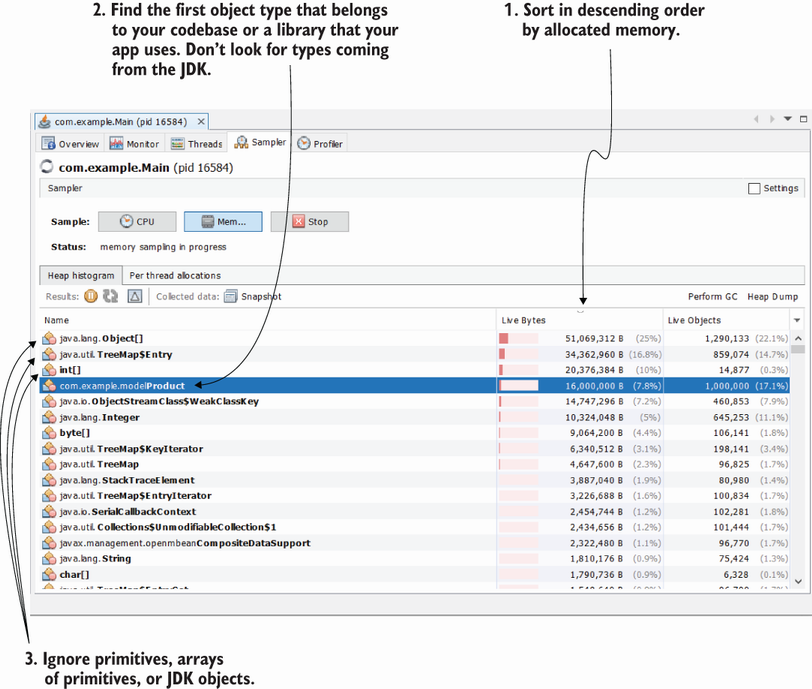 2. Find the first object type that belongs
to your codebase or a library that your
app uses. Don't look for types coming
from the JDK.
1. Sort in descending order
by allocated memory.
com.example.Main (pid 16584)
Overview Monitor Threads Sampler Profiler
com.example.Main (pid 16584)
Sampler Settings
Sample: CPU Mem... Stop
Status: memory sampling in progress
Heap histogram Per thread allocations
Results: Collected data: Snapshot Perform GC Heap Dump
Name Live Bytes Live Objects
java.lang.Object[] 51,069,312 B (25%) 1,290,133 (22.1%)
java.util.TreeMap$Entry 34,362,960 B (16.8%) 859,074 (14.7%)
int[] 20,376,384 B (10%) 14,877 (0.3%)
com.example.modelProduct 16,000,000 B (7.8%) 1,000,000 (17.1%)
java.io.ObjectStreamClass$WeakClassKey 14,747,296 B (7.2%) 460,853 (7.9%)
java.lang.Integer 10,324,048 B (5%) 645,253 (11.1%)
byte[] 9,064,200 B (4.4%) 106,141 (1.8%)
java.util.TreeMap$KeyIterator 6,340,512 B (3.1%) 198,141 (3.4%)
java.util.TreeMap 4,647,600 B (2.3%) 96,825 (1.7%)
java.lang.StackTraceElement 3,887,040 B (1.9%) 80,980 (1.4%)
java.util.TreeMap$EntryIterator 3,226,688 B (1.6%) 100,834 (1.7%)
java.io.SerialCallbackContext 2,454,744 B (1.2%) 102,281 (1.8%)
java.util.Collections$UnmodifiableCollection$1 2,434,656 B (1.2%) 101,444 (1.7%)
javax.management.openmbeanCompositeDataSupport 2,322,480 B (1.1%) 96,770 (1.7%)
java.lang.String 1,810,176 B (0.9%) 75,424 (1.3%)
char[] 1,790,736 B (0.9%) 6,328 (0.1%)
3. Ignore primitives, arrays
of primitives, or JDK objects.